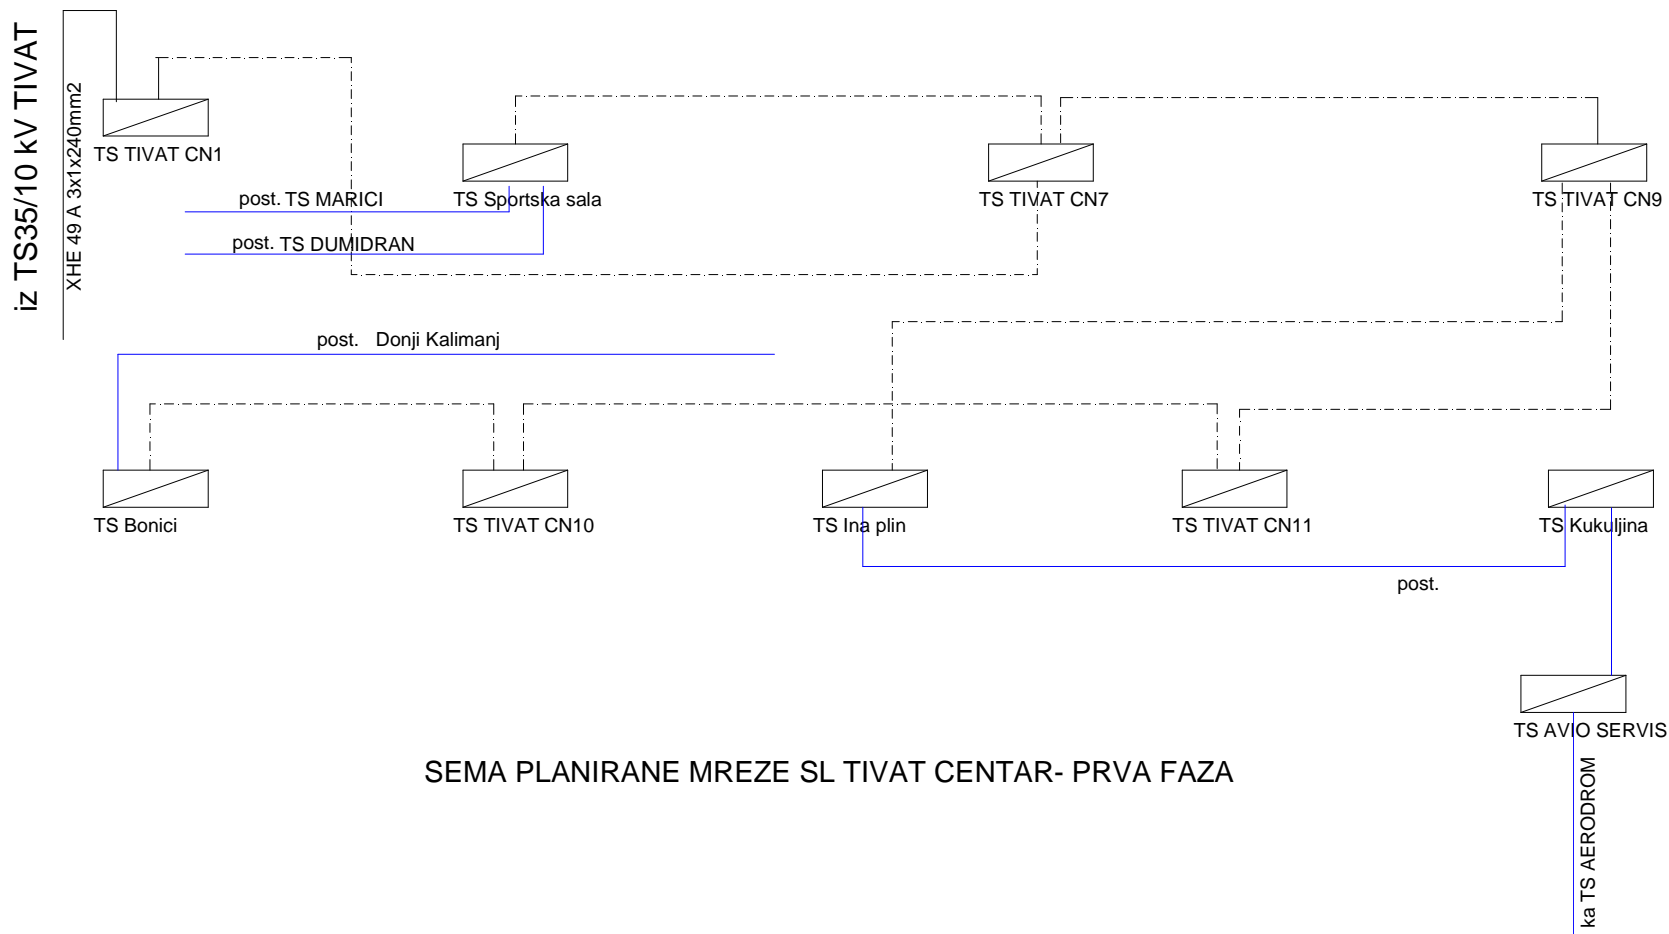 iz TS35/10 kV TIVAT
XHE 49 A 3x1x240mm2
TS TIVAT CN1
post. TS MARICI
TS Sportska sala
TS TIVAT CN7
TS TIVAT CN9
post. TS DUMIDRAN
post. Donji Kalimanj
TS Bonici
TS TIVAT CN10
TS Ina plin
TS TIVAT CN11
TS Kukuljina
post.
TS AVIO SERVIS
SEMA PLANIRANE MREZE SL TIVAT CENTAR- PRVA FAZA
ka TS AERODROM